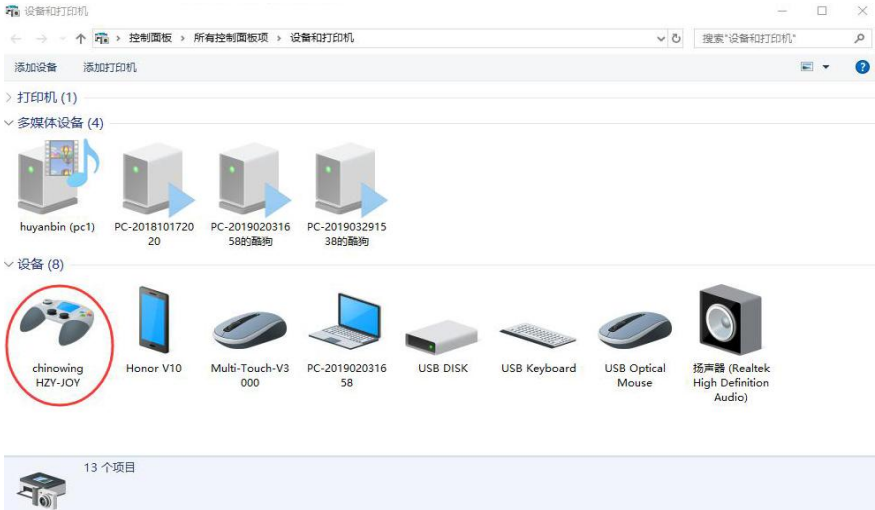 设备和打印机
控制面板 › 所有控制面板项 › 设备和打印机
搜索"设备和打印机"
添加设备 添加打印机
打印机 (1)
多媒体设备 (4)
huyanbin (pc1)
PC-2018101720
20
PC-2019020316
58的酷狗
PC-2019032915
38的酷狗
设备 (8)
chinowing
HZY-JOY
Honor V10
Multi-Touch-V3
000
PC-2019020316
58
USB DISK
USB Keyboard
USB Optical
Mouse
扬声器 (Realtek
High Definition
Audio)
13 个项目